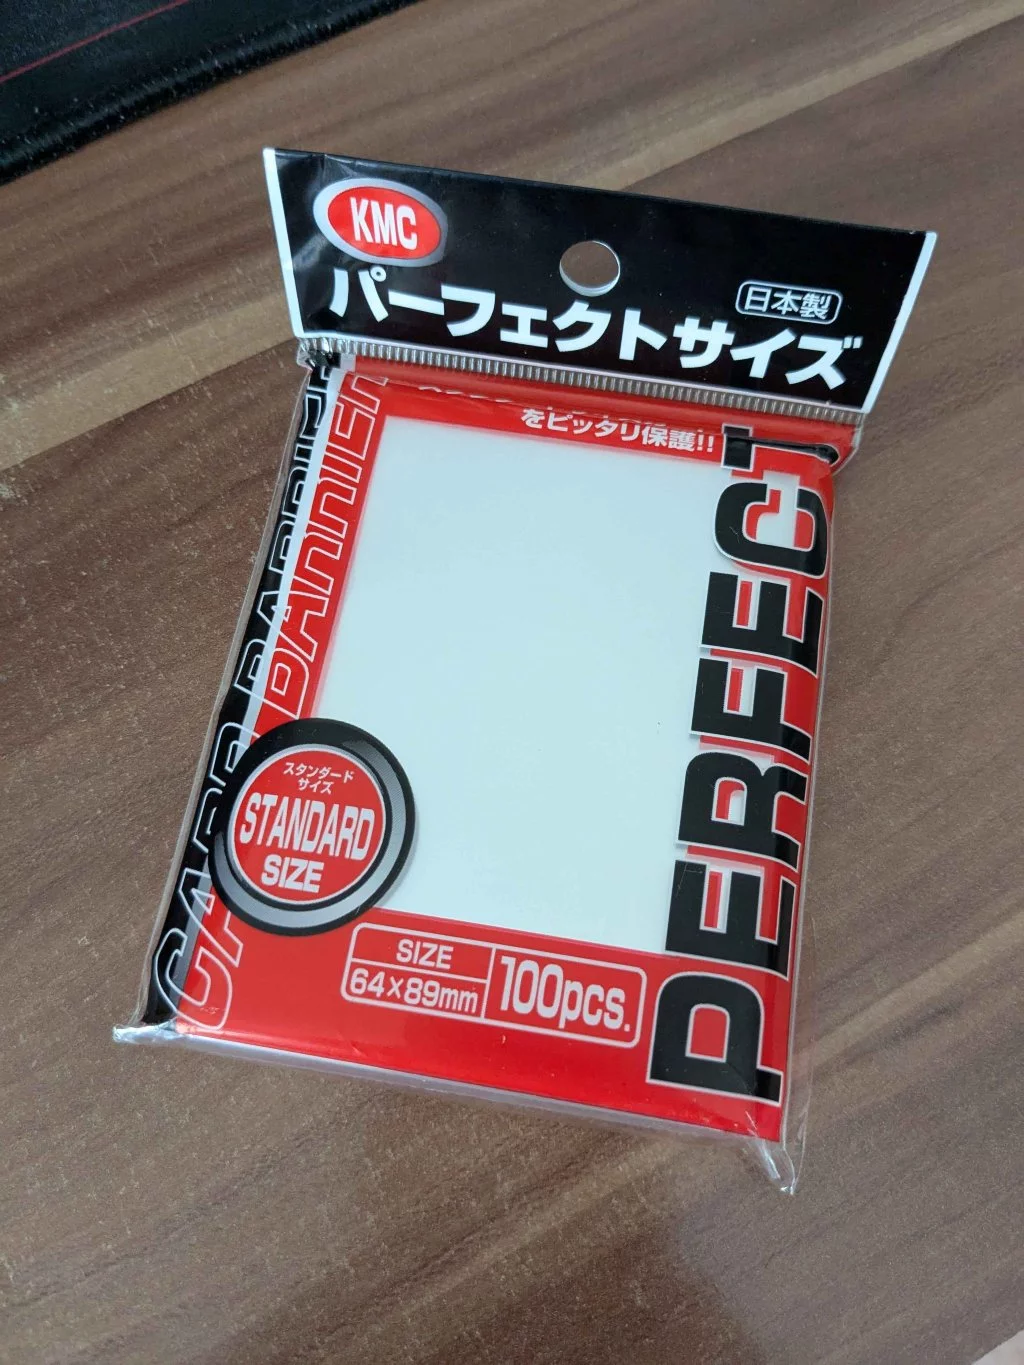 KMC
パーフェクトサイズ
日本製
をピッタリ保護!!
CARD BARRIER
CARD BARRIER
PERFECT
スタンダード
サイズ
STANDARD
SIZE
SIZE
64×89mm
100pcs.